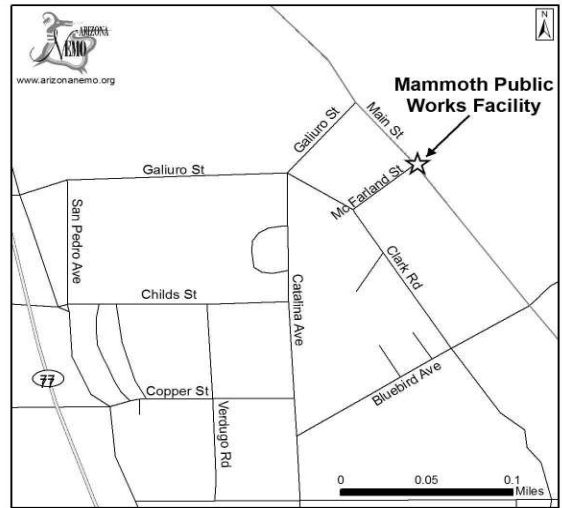 ARIZONA
NEMO
www.arizonanemo.org
N
Mammoth Public
Works Facility
Main St
Galiuro St
Galiuro St
McFarland St
San Pedro Ave
Clark Rd
Childs St
Catalina Ave
77
Copper St
Bluebird Ave
Verdugo Rd
0 0.05 0.1
Miles